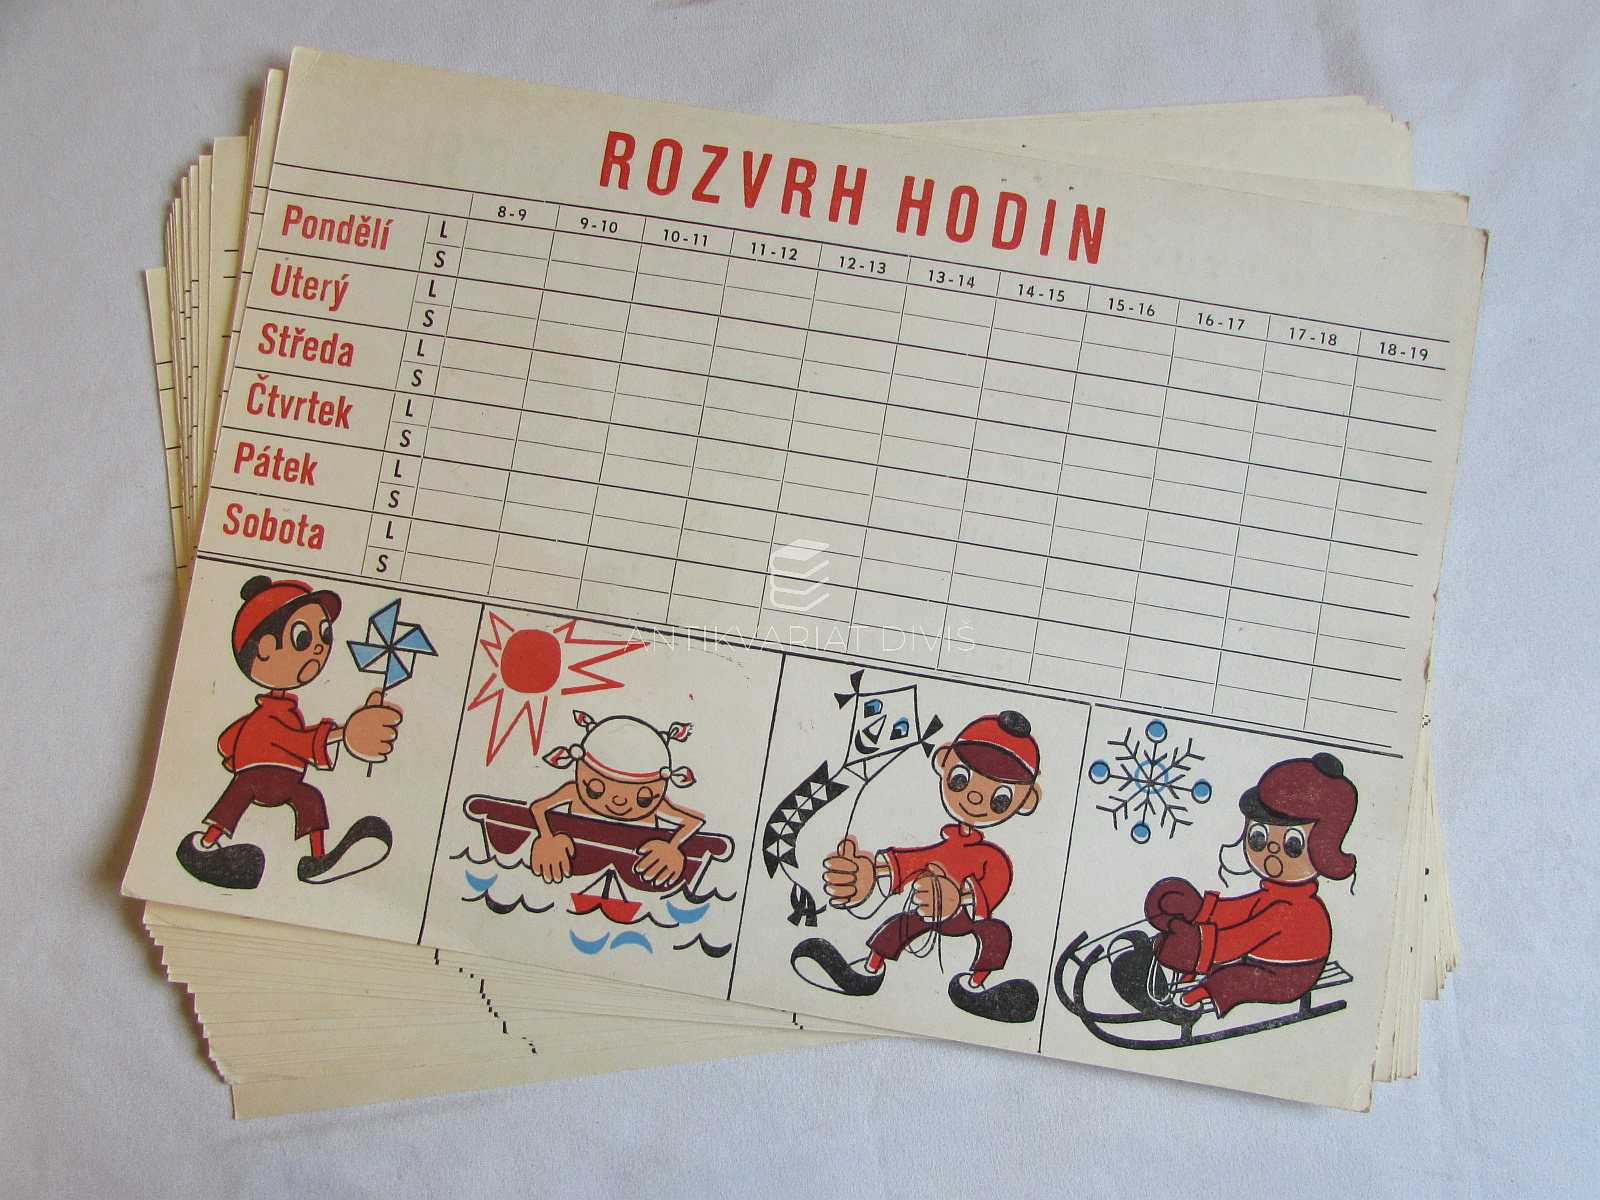 ROZVRH HODIN
8-9 9-10 10-11 11-12 12-13 13-14 14-15 15-16 16-17 17-18 18-19
Pondělí L
S
Úterý L
S
Středa L
S
Čtvrtek L
S
Pátek L
S
Sobota L
S
ANTIKVARIAT DIVIŠ